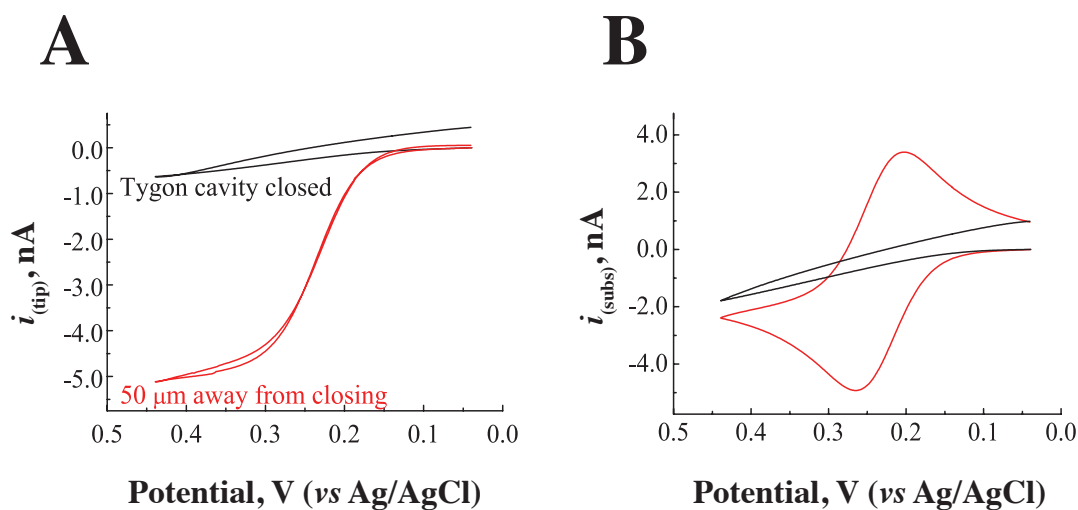 A
i(tip), nA
0.0
-1.0
-2.0
-3.0
-4.0
-5.0
Tygon cavity closed
50 μm away from closing
0.5 0.4 0.3 0.2 0.1 0.0
Potential, V (vs Ag/AgCl)
B
i(subs), nA
4.0
2.0
0.0
-2.0
-4.0
0.5 0.4 0.3 0.2 0.1 0.0
Potential, V (vs Ag/AgCl)